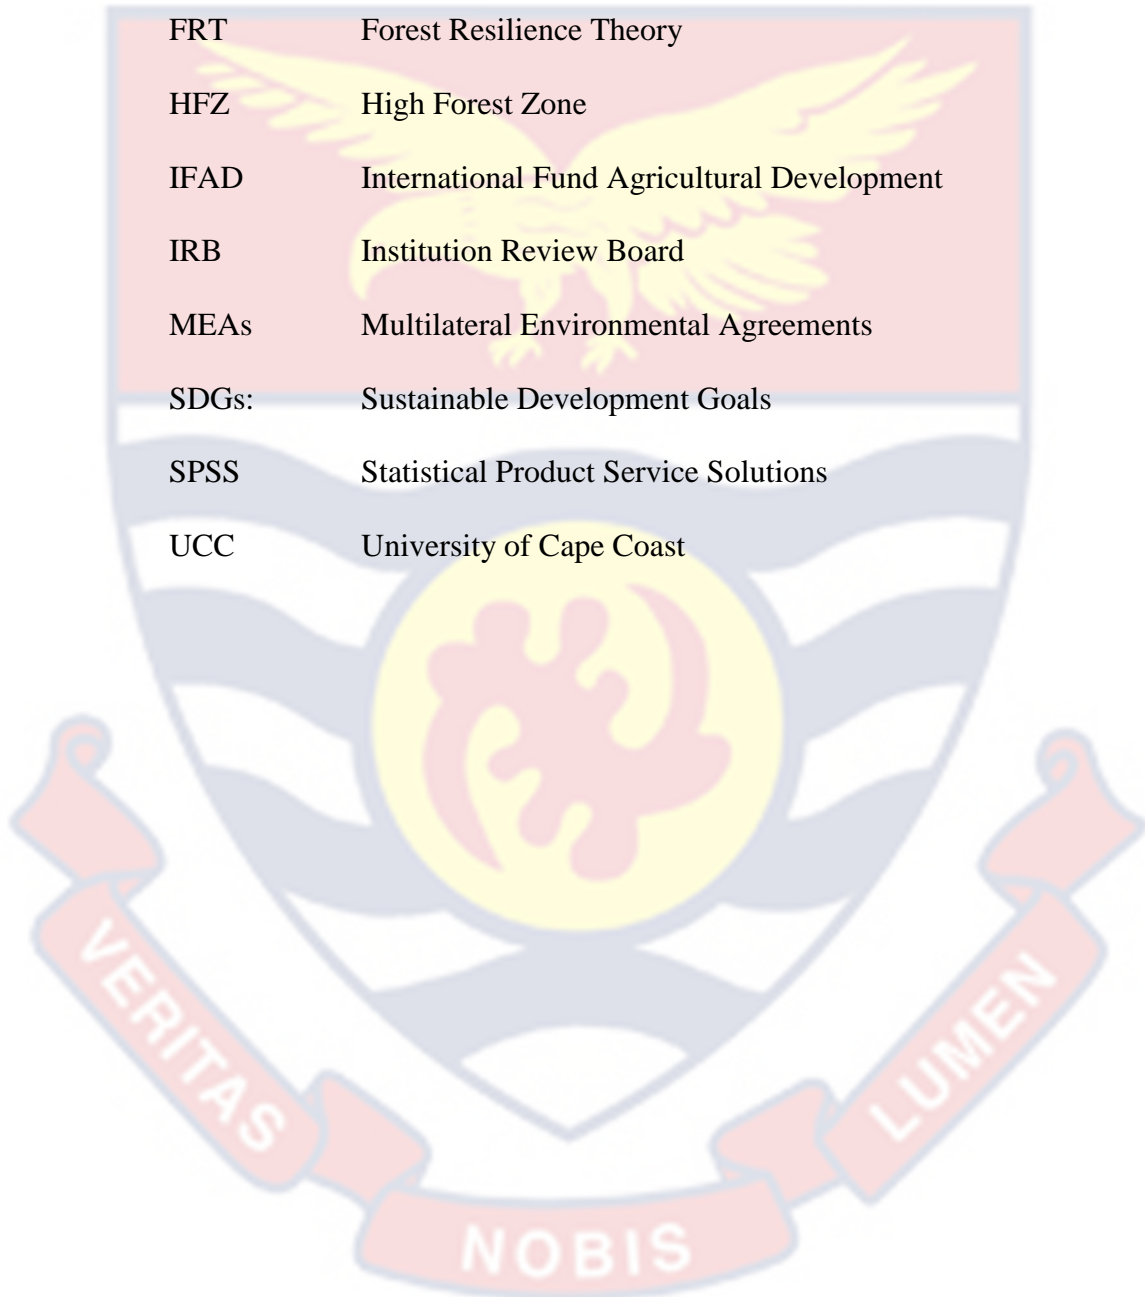 FRT Forest Resilience Theory
HFZ High Forest Zone
IFAD International Fund Agricultural Development
IRB Institution Review Board
MEAs Multilateral Environmental Agreements
SDGs: Sustainable Development Goals
SPSS Statistical Product Service Solutions
UCC University of Cape Coast
VERITAS
NOBIS
LUMEN